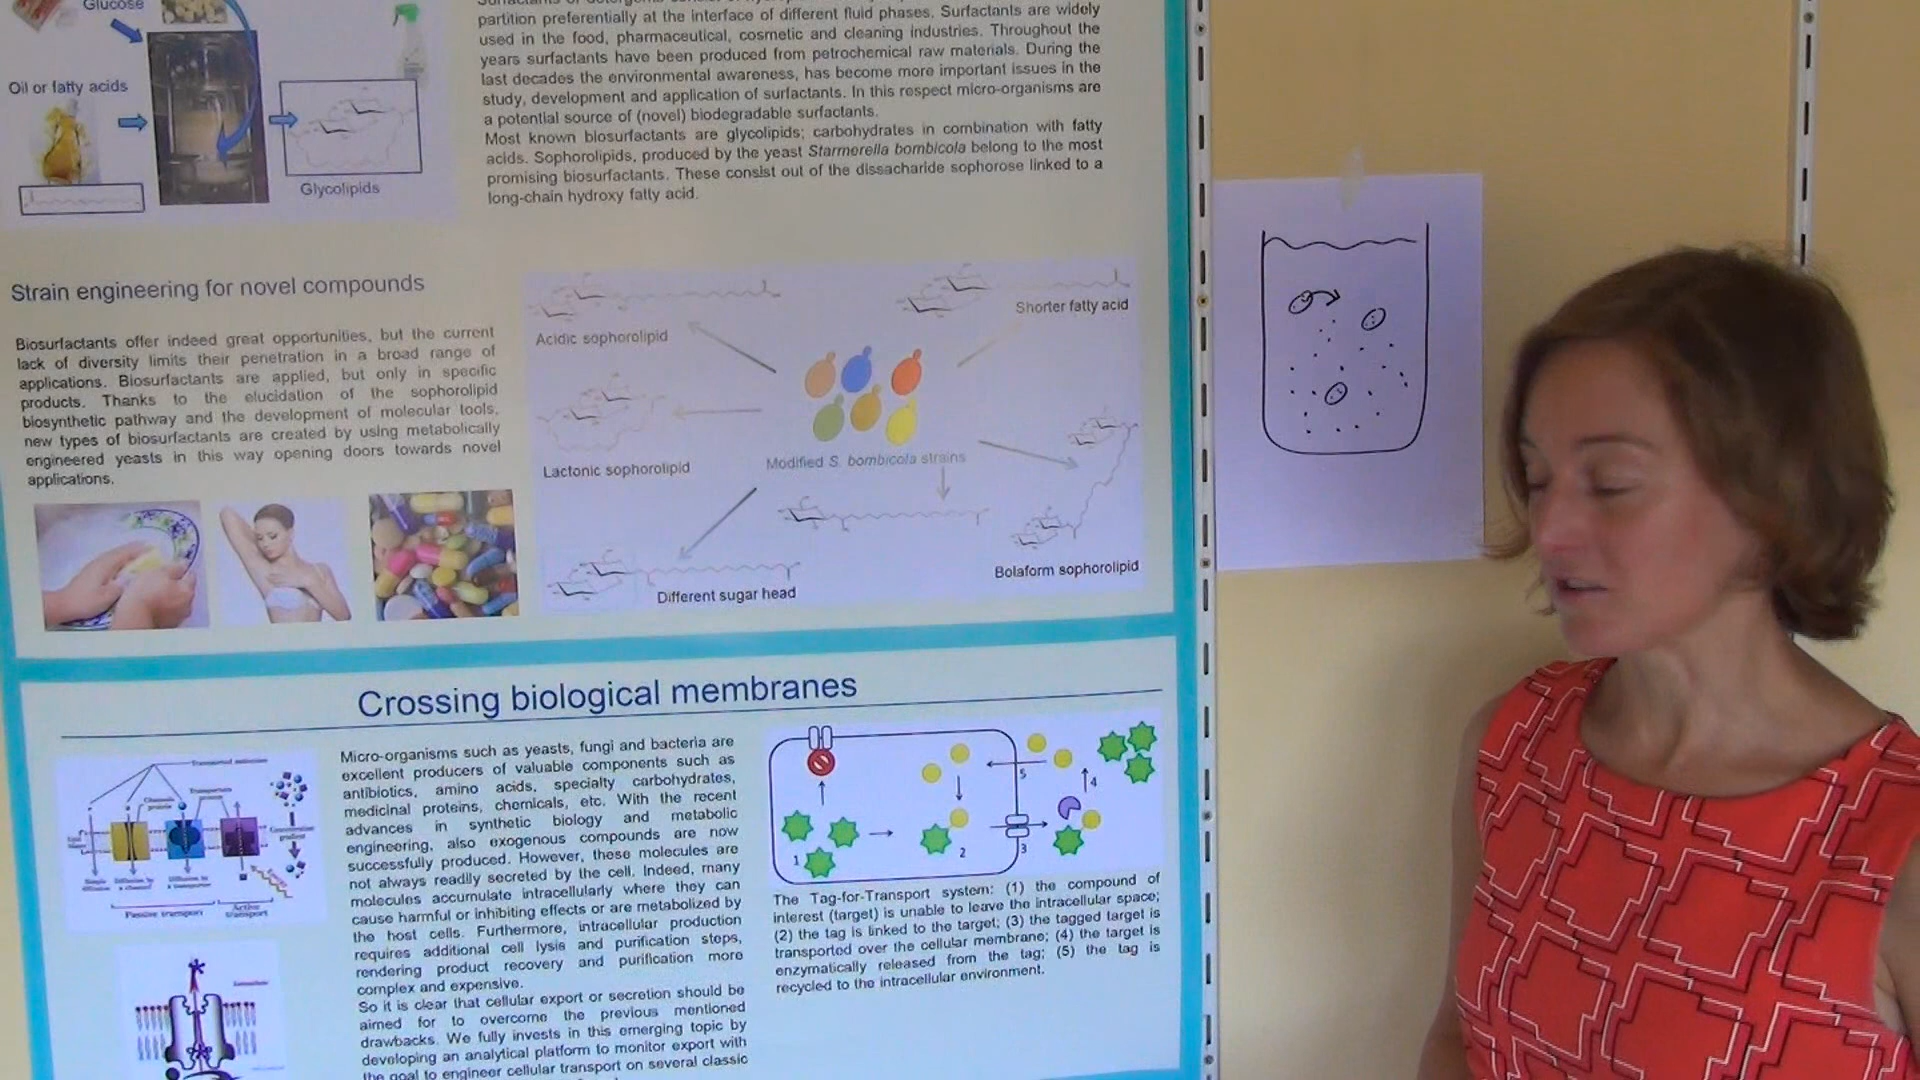 Glucose
Oil or fatty acids
Glycolipids
partition preferentially at the interface of different fluid phases. Surfactants are widely
used in the food, pharmaceutical, cosmetic and cleaning industries. Throughout the
years surfactants have been produced from petrochemical raw materials. During the
last decades the environmental awareness, has become more important issues in the
study, development and application of surfactants. In this respect micro-organisms are
a potential source of (novel) biodegradable surfactants.
Most known biosurfactants are glycolipids; carbohydrates in combination with fatty
acids. Sophorolipids, produced by the yeast Starmerella bombicola belong to the most
promising biosurfactants. These consist out of the dissacharide sophorose linked to a
long-chain hydroxy fatty acid.
Strain engineering for novel compounds
Biosurfactants offer indeed great opportunities, but the current
lack of diversity limits their penetration in a broad range of
applications. Biosurfactants are applied, but only in specific
products. Thanks to the elucidation of the sophorolipid
biosynthetic pathway and the development of molecular tools,
new types of biosurfactants are created by using metabolically
engineered yeasts in this way opening doors towards novel
applications.
Acidic sophorolipid
Shorter fatty acid
Lactonic sophorolipid
Modified S. bombicola strains
Different sugar head
Bolaform sophorolipid
Crossing biological membranes
Passive transport
Active
transport
Micro-organisms such as yeasts, fungi and bacteria are
excellent producers of valuable components such as
antibiotics, amino acids, specialty carbohydrates,
medicinal proteins, chemicals, etc. With the recent
advances in synthetic biology and metabolic
engineering, also exogenous compounds are now
successfully produced. However, these molecules are
not always readily secreted by the cell. Indeed, many
molecules accumulate intracellularly where they can
cause harmful or inhibiting effects or are metabolized by
the host cells. Furthermore, intracellular production
requires additional cell lysis and purification steps,
rendering product recovery and purification more
complex and expensive.
So it is clear that cellular export or secretion should be
aimed for to overcome the previous mentioned
drawbacks. We fully invests in this emerging topic by
developing an analytical platform to monitor export with
the goal to engineer cellular transport on several classic
1
2
3
4
5
The Tag-for-Transport system: (1) the compound of
interest (target) is unable to leave the intracellular space;
(2) the tag is linked to the target; (3) the tagged target is
transported over the cellular membrane; (4) the target is
enzymatically released from the tag; (5) the tag is
recycled to the intracellular environment.